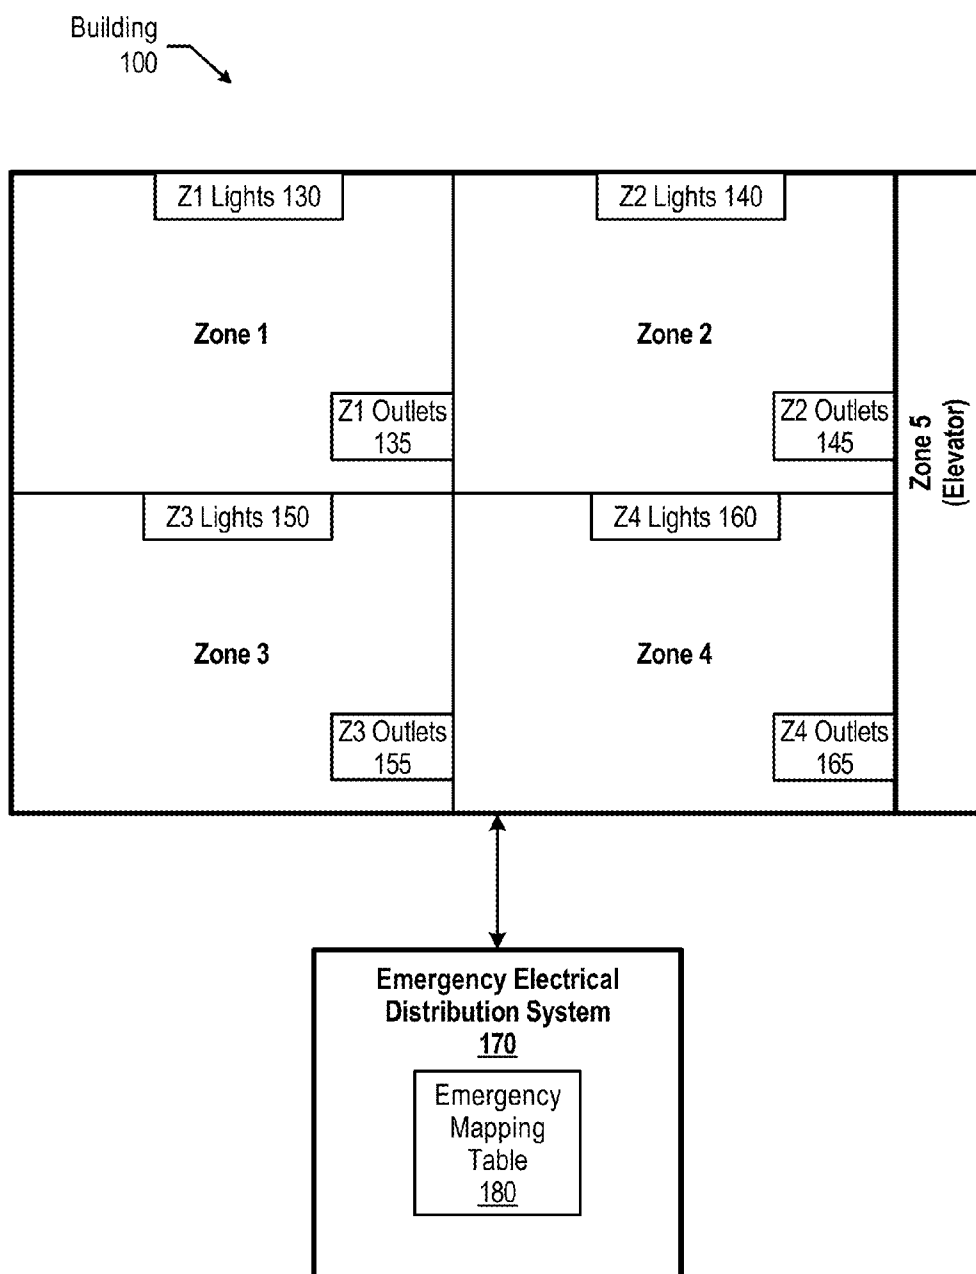 Building
100
Z1 Lights 130
Z2 Lights 140
Zone 1
Zone 2
Z1 Outlets
135
Z2 Outlets
145
Zone 5
(Elevator)
Z3 Lights 150
Z4 Lights 160
Zone 3
Zone 4
Z3 Outlets
155
Z4 Outlets
165
Emergency Electrical
Distribution System
170
Emergency
Mapping
Table
180